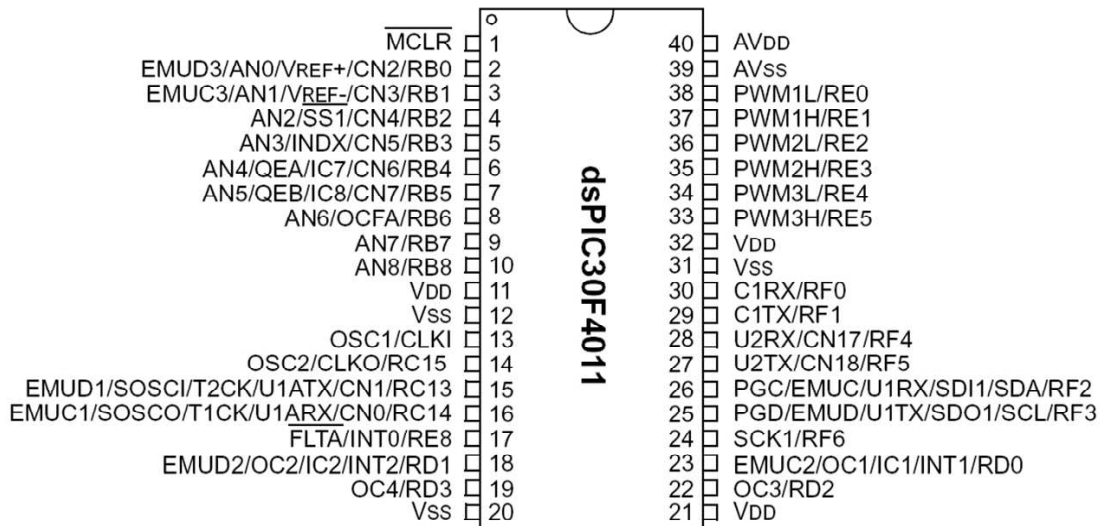 MCLR 1 40 AVDD
EMUD3/AN0/VREF+/CN2/RB0 2 39 AVSS
EMUC3/AN1/VREF-/CN3/RB1 3 38 PWM1L/RE0
AN2/SS1/CN4/RB2 4 37 PWM1H/RE1
AN3/INDX/CN5/RB3 5 36 PWM2L/RE2
AN4/QEA/IC7/CN6/RB4 6 35 PWM2H/RE3
AN5/QEB/IC8/CN7/RB5 7 34 PWM3L/RE4
AN6/OCFA/RB6 8 33 PWM3H/RE5
AN7/RB7 9 32 VDD
AN8/RB8 10 31 VSS
VDD 11 30 C1RX/RF0
VSS 12 29 C1TX/RF1
OSC1/CLKI 13 28 U2RX/CN17/RF4
OSC2/CLKO/RC15 14 27 U2TX/CN18/RF5
EMUD1/SOSCI/T2CK/U1ATX/CN1/RC13 15 26 PGC/EMUC/U1RX/SDI1/SDA/RF2
EMUC1/SOSCO/T1CK/U1ARX/CN0/RC14 16 25 PGD/EMUD/U1TX/SDO1/SCL/RF3
FLTA/INT0/RE8 17 24 SCK1/RF6
EMUD2/OC2/IC2/INT2/RD1 18 23 EMUC2/OC1/IC1/INT1/RD0
OC4/RD3 19 22 OC3/RD2
VSS 20 21 VDD
dsPIC30F4011